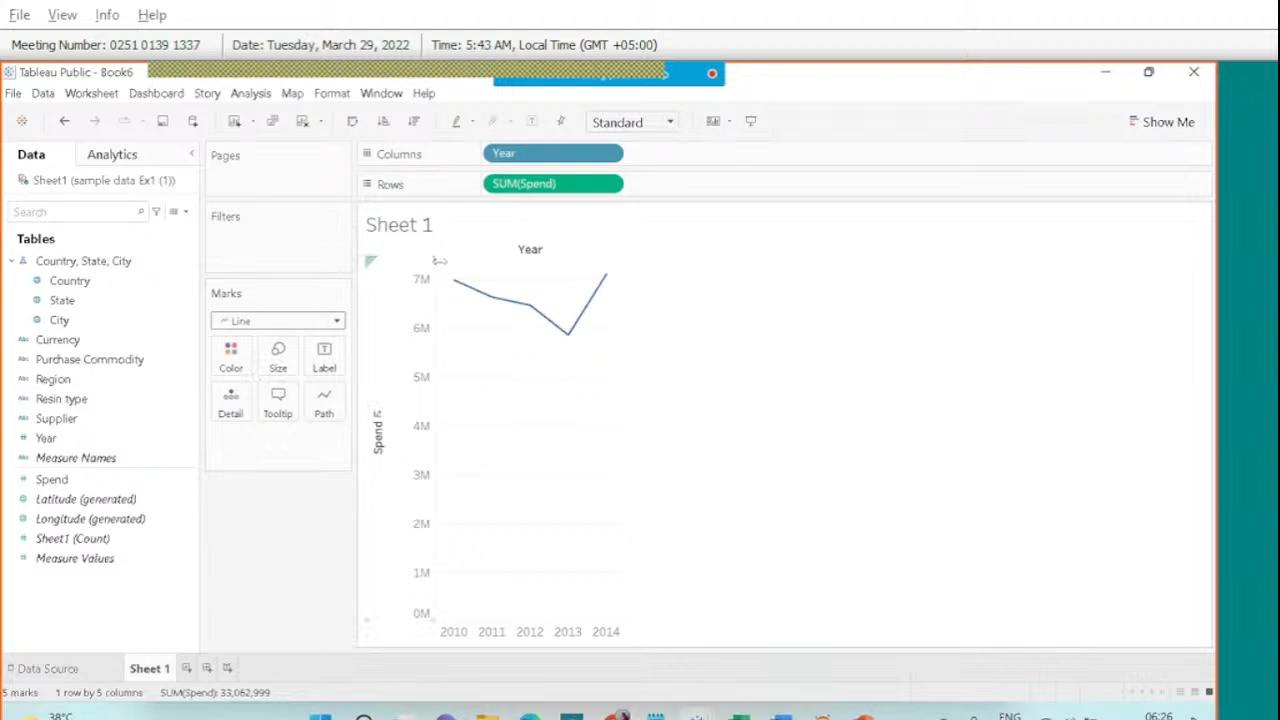 File View Info Help
Meeting Number: 0251 0139 1337 Date: Tuesday, March 29, 2022 Time: 5:43 AM, Local Time (GMT +05:00)
Tableau Public - Book6
File Data Worksheet Dashboard Story Analysis Map Format Window Help
Standard
Show Me
Data Analytics
Pages
Columns
Year
Sheet1 (sample data Ex1 (1))
Rows
SUM(Spend)
Search
Filters
Sheet 1
Tables
Year
Country, State, City
Country
State
City
Currency
Purchase Commodity
Region
Resin type
Supplier
Year
Measure Names
Spend
Latitude (generated)
Longitude (generated)
Sheet1 (Count)
Measure Values
Marks
Line
Color Size Label
Detail Tooltip Path
7M
6M
5M
4M
3M
2M
1M
0M
Spend
2010 2011 2012 2013 2014
Data Source Sheet 1
5 marks 1 row by 5 columns SUM(Spend): 33,062,999
38°C
ENG
06:26